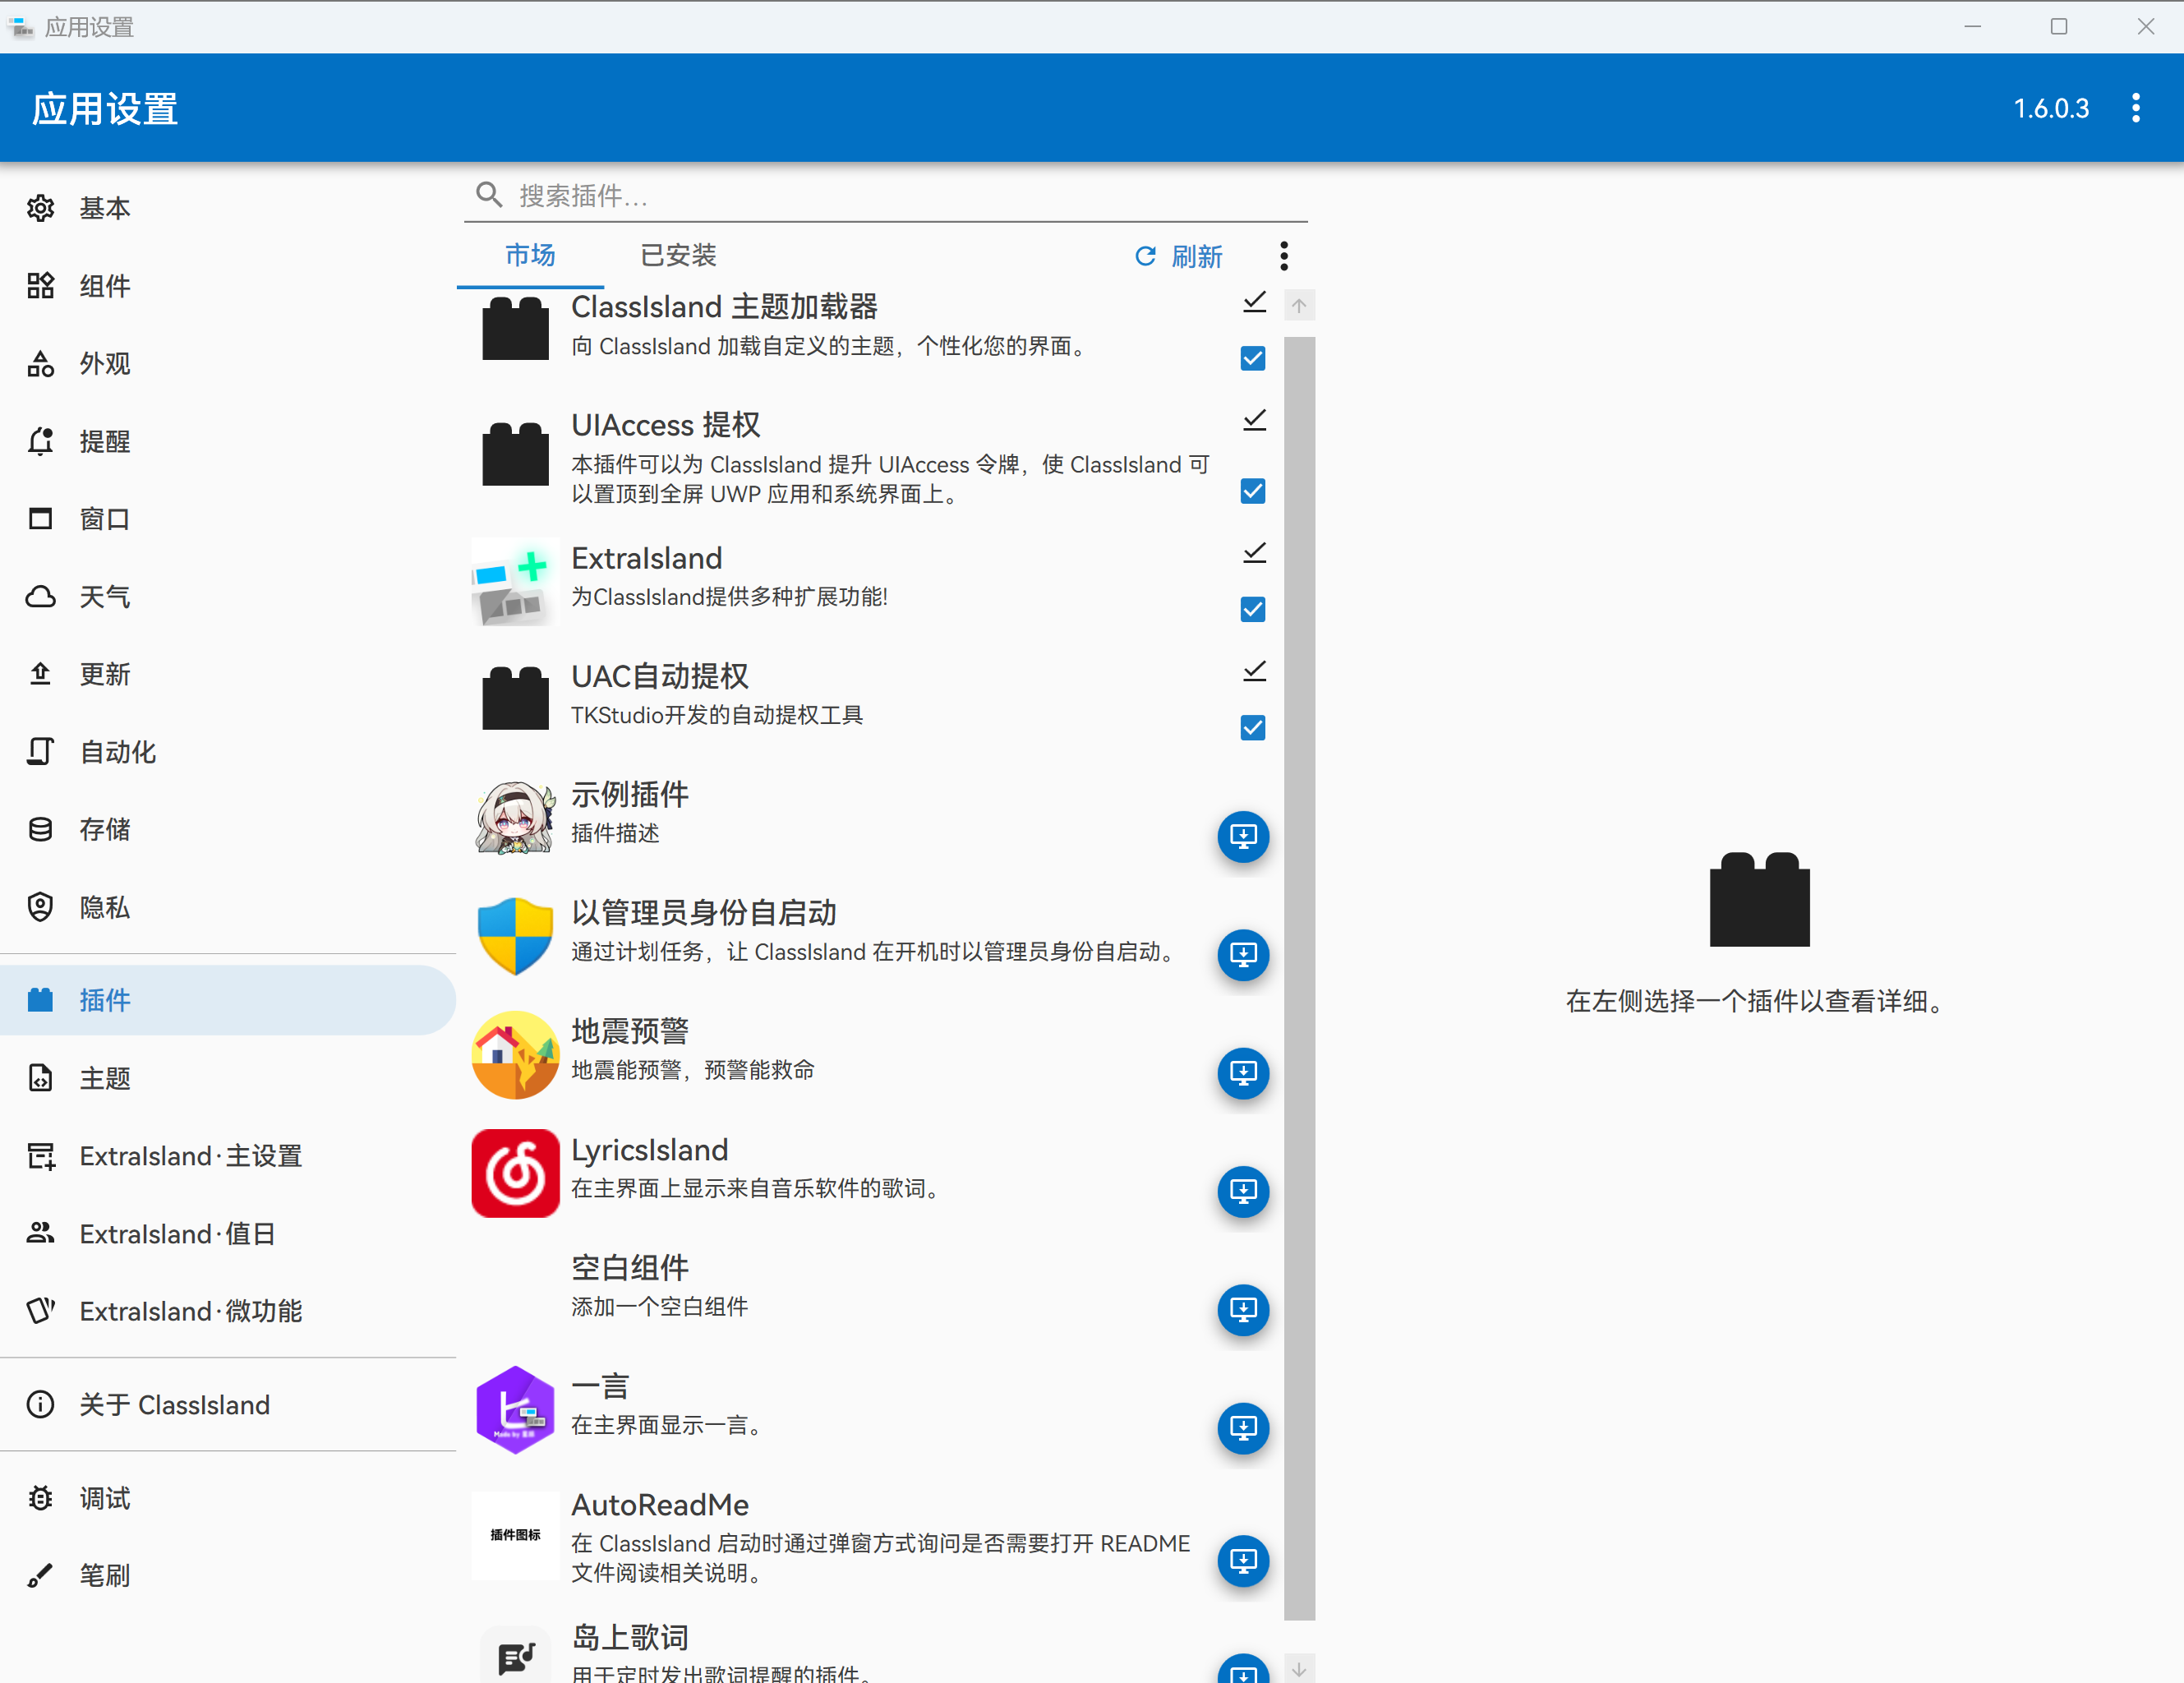 应用设置
应用设置
1.6.0.3
基本
组件
外观
提醒
窗口
天气
更新
自动化
存储
隐私
插件
主题
ExtraIsland·主设置
ExtraIsland·值日
ExtraIsland·微功能
关于 ClassIsland
调试
笔刷
搜索插件…
市场
已安装
刷新
ClassIsland 主题加载器
向 ClassIsland 加载自定义的主题，个性化您的界面。
UIAccess 提权
本插件可以为 ClassIsland 提升 UIAccess 令牌，使 ClassIsland 可
以置顶到全屏 UWP 应用和系统界面上。
ExtraIsland
为ClassIsland提供多种扩展功能!
UAC自动提权
TKStudio开发的自动提权工具
示例插件
插件描述
以管理员身份自启动
通过计划任务，让 ClassIsland 在开机时以管理员身份自启动。
地震预警
地震能预警，预警能救命
LyricsIsland
在主界面上显示来自音乐软件的歌词。
空白组件
添加一个空白组件
一言
在主界面显示一言。
Made by
插件图标
AutoReadMe
在 ClassIsland 启动时通过弹窗方式询问是否需要打开 README
文件阅读相关说明。
岛上歌词
用于定时发出歌词提醒的插件。
在左侧选择一个插件以查看详细。